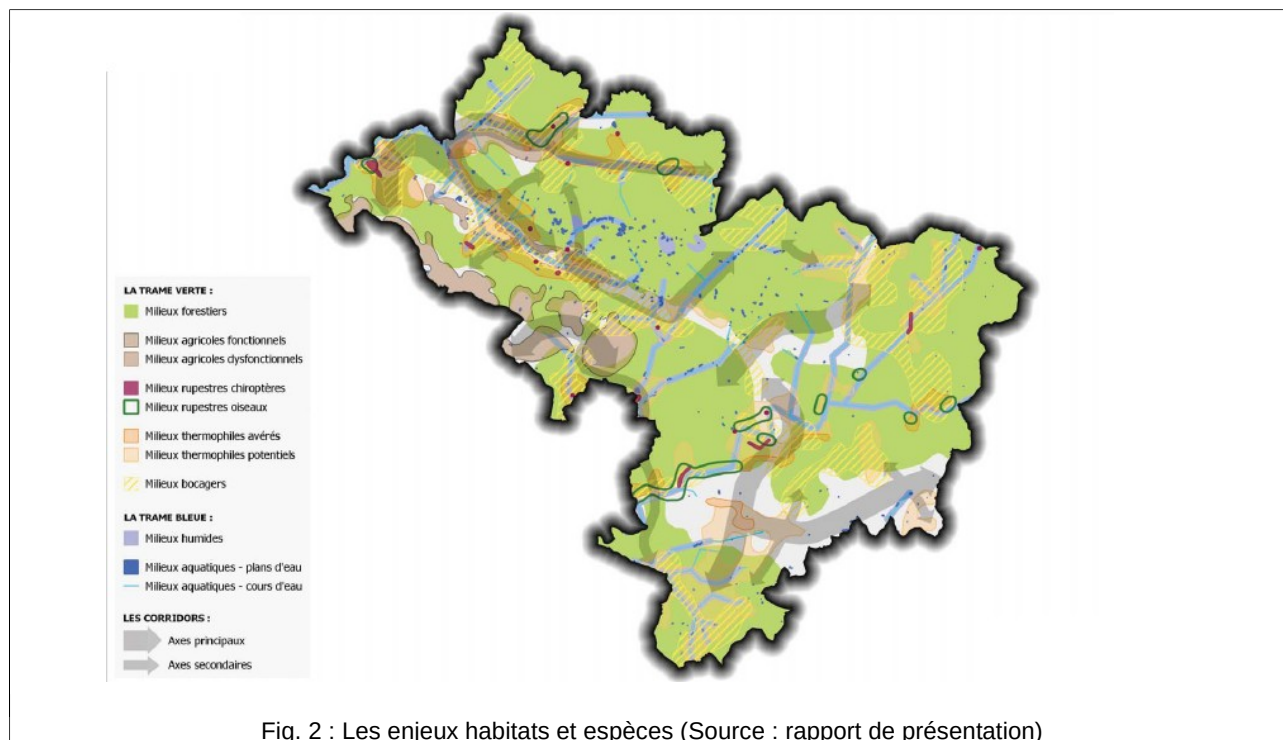 LA TRAME VERTE :
Milieux forestiers
Milieux agricoles fonctionnels
Milieux agricoles dysfonctionnels
Milieux rupestres chiroptères
Milieux rupestres oiseaux
Milieux thermophiles avérés
Milieux thermophiles potentiels
Milieux bocagers
LA TRAME BLEUE :
Milieux humides
Milieux aquatiques - plans d'eau
Milieux aquatiques - cours d'eau
LES CORRIDORS :
Axes principaux
Axes secondaires
Fig. 2 : Les enjeux habitats et espèces (Source : rapport de présentation)